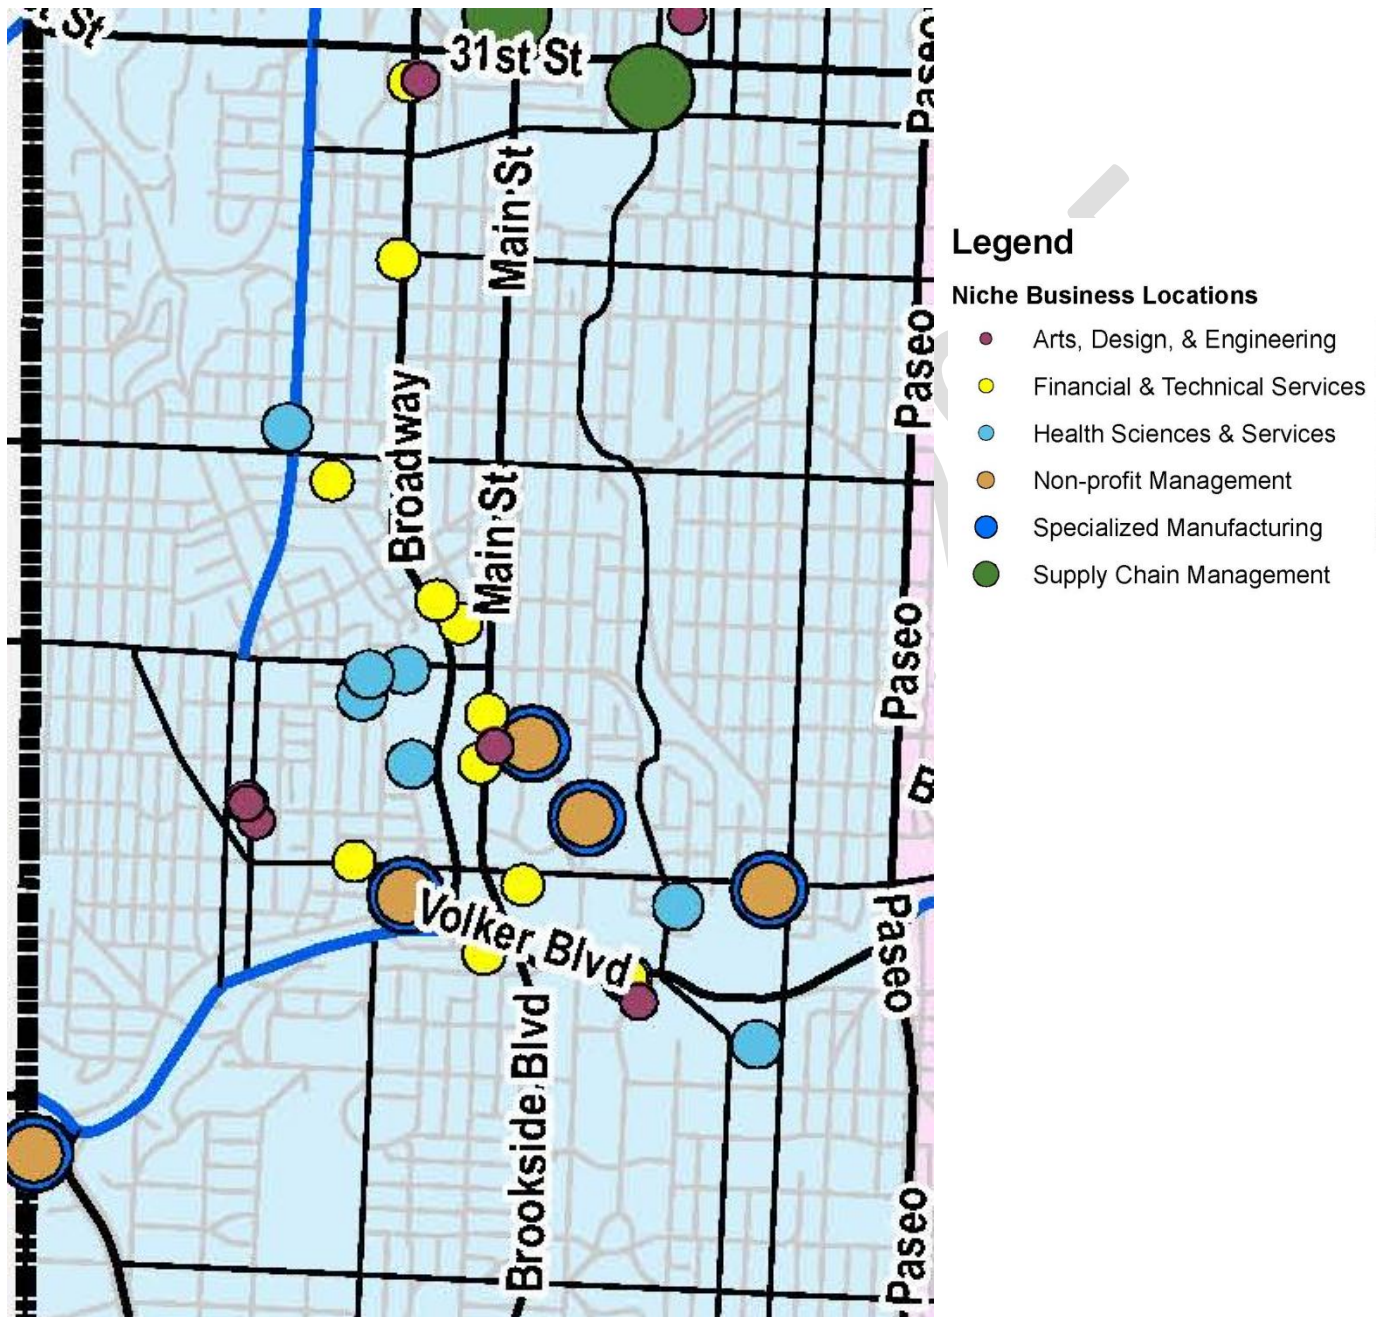 St
31st St
Paseo
Main St
Paseo
Broadway
Main St
Paseo
B
Volker Blvd
Paseo
Brookside Blvd
Paseo
Legend
Niche Business Locations
Arts, Design, & Engineering
Financial & Technical Services
Health Sciences & Services
Non-profit Management
Specialized Manufacturing
Supply Chain Management